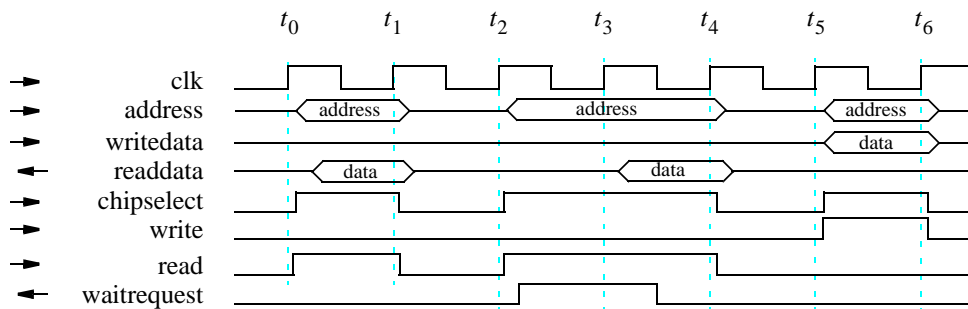 t0 t1 t2 t3 t4 t5 t6
clk
address address address address
writedata data
readdata data data
chipselect
write
read
waitrequest